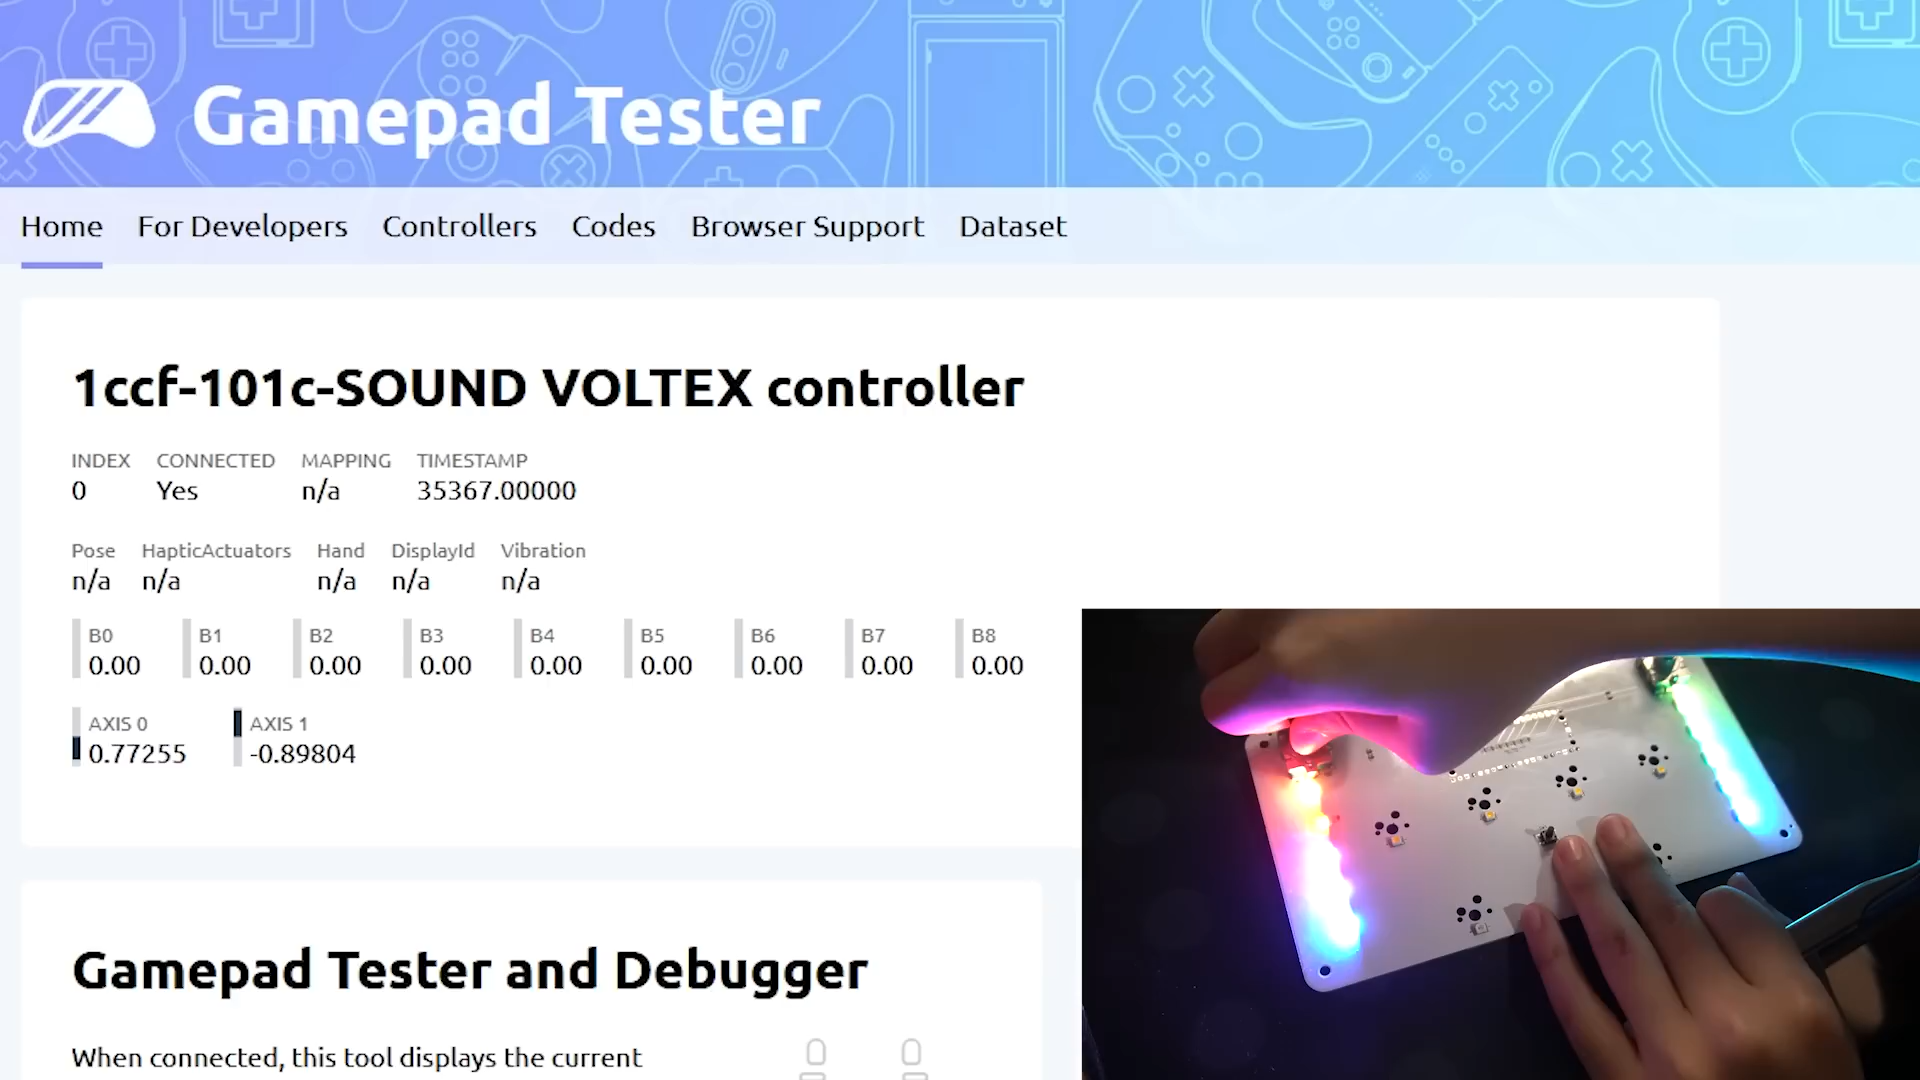 Gamepad Tester
Home For Developers Controllers Codes Browser Support Dataset
1ccf-101c-SOUND VOLTEX controller
INDEX CONNECTED MAPPING TIMESTAMP
0 Yes n/a 35367.00000
Pose HapticActuators Hand DisplayId Vibration
n/a n/a n/a n/a n/a
B0 B1 B2 B3 B4 B5 B6 B7 B8
0.00 0.00 0.00 0.00 0.00 0.00 0.00 0.00 0.00
AXIS 0 AXIS 1
0.77255 -0.89804
Gamepad Tester and Debugger
When connected, this tool displays the current